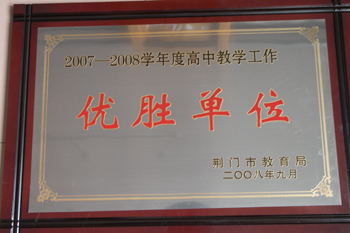 2007—2008学年度高中教学工作
优胜单位
荆门市教育局
二〇〇八年九月